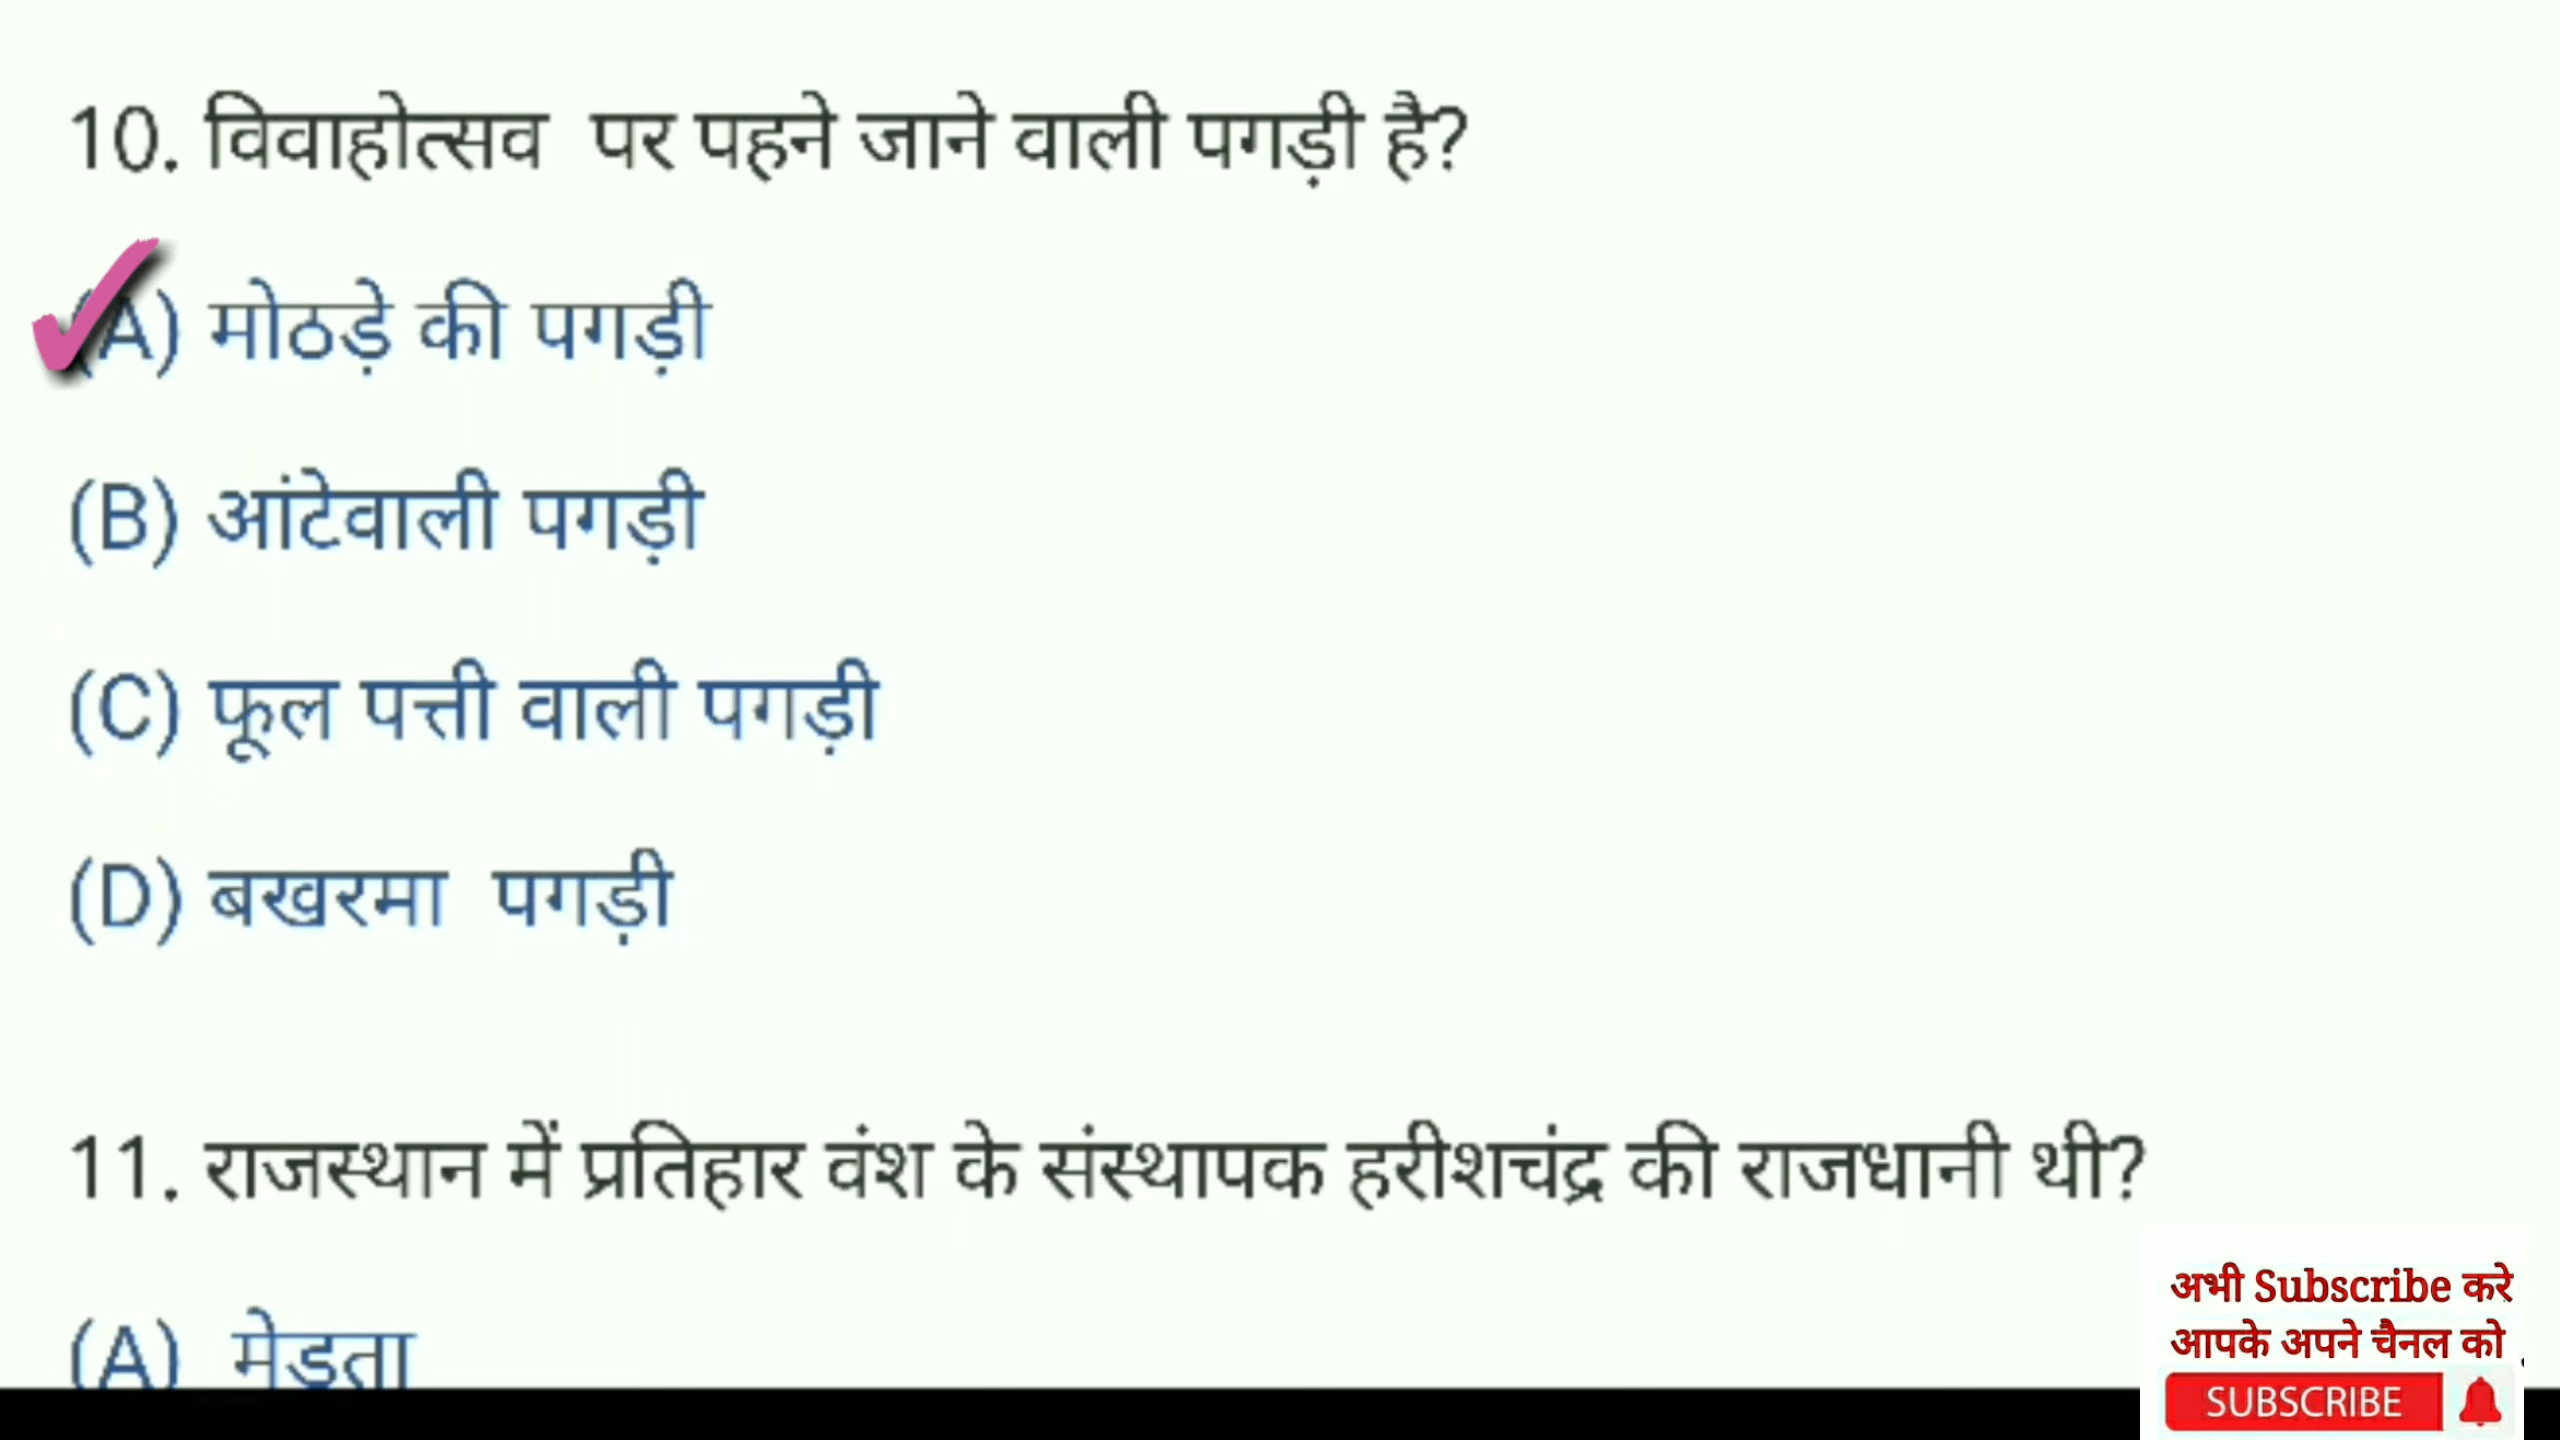 10. विवाहोत्सव पर पहने जाने वाली पगड़ी है?
(A) मोठड़े की पगड़ी
(B) आंटेवाली पगड़ी
(C) फूल पत्ती वाली पगड़ी
(D) बखरमा पगड़ी
11. राजस्थान में प्रतिहार वंश के संस्थापक हरीशचंद्र की राजधानी थी?
(A) मेडता
अभी Subscribe करे
आपके अपने चैनल को .
SUBSCRIBE